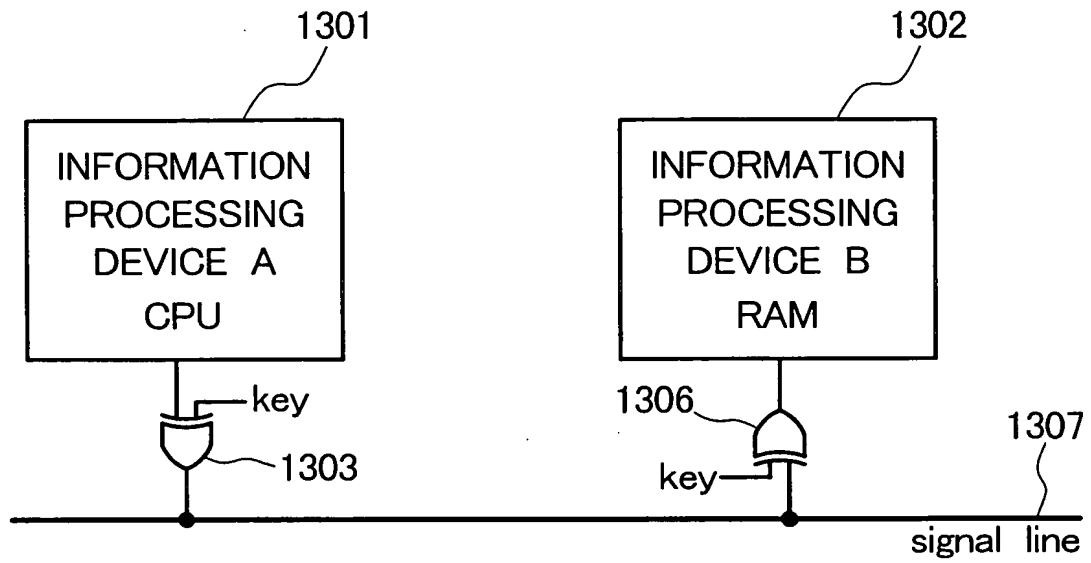 1301
1302
INFORMATION
PROCESSING
DEVICE A
CPU
INFORMATION
PROCESSING
DEVICE B
RAM
key
1303
1306
key
1307
signal line